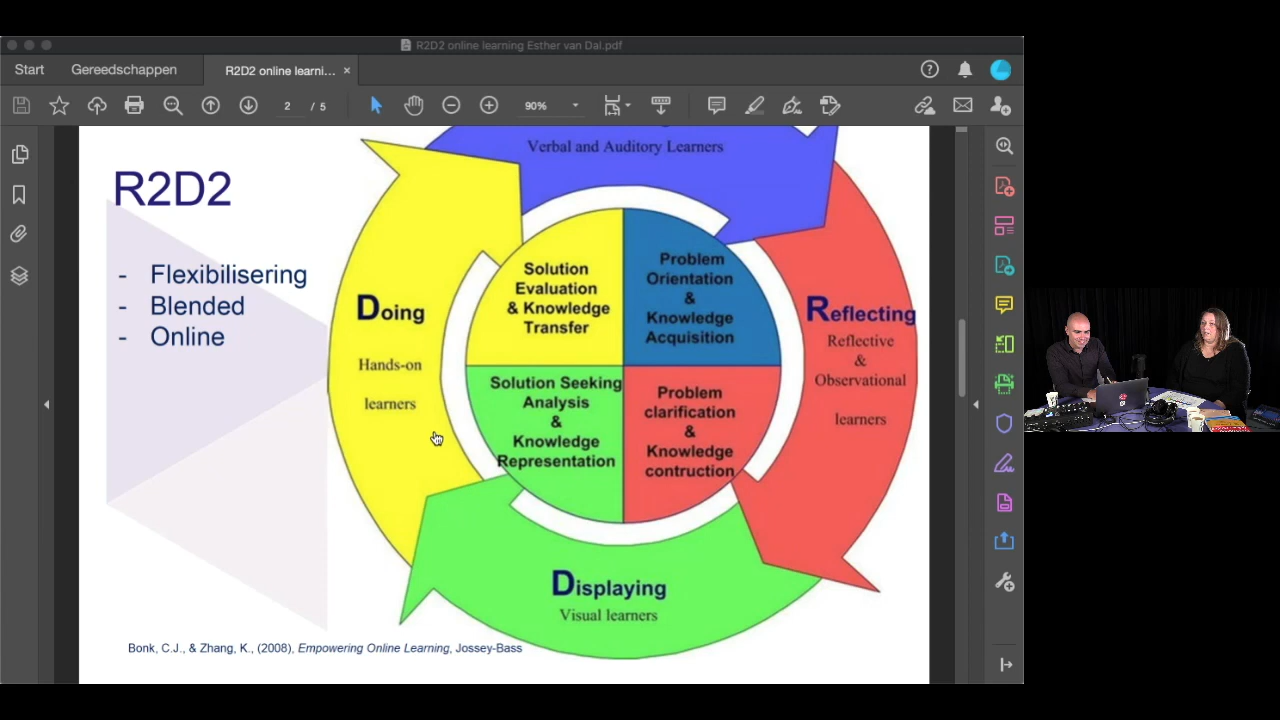 R2D2 online learning Esther van Dal.pdf
Start
Gereedschappen
R2D2 online learni...
2 / 5
90%
Verbal and Auditory Learners
R2D2
- Flexibilisering
- Blended
- Online
Solution
Evaluation
& Knowledge
Transfer
Problem
Orientation
&
Knowledge
Acquisition
Doing
Hands-on
learners
Reflecting
Reflective
&
Observational
learners
Solution Seeking
Analysis
&
Knowledge
Representation
Problem
clarification
&
Knowledge
contruction
Displaying
Visual learners
Bonk, C.J., & Zhang, K., (2008), Empowering Online Learning, Jossey-Bass